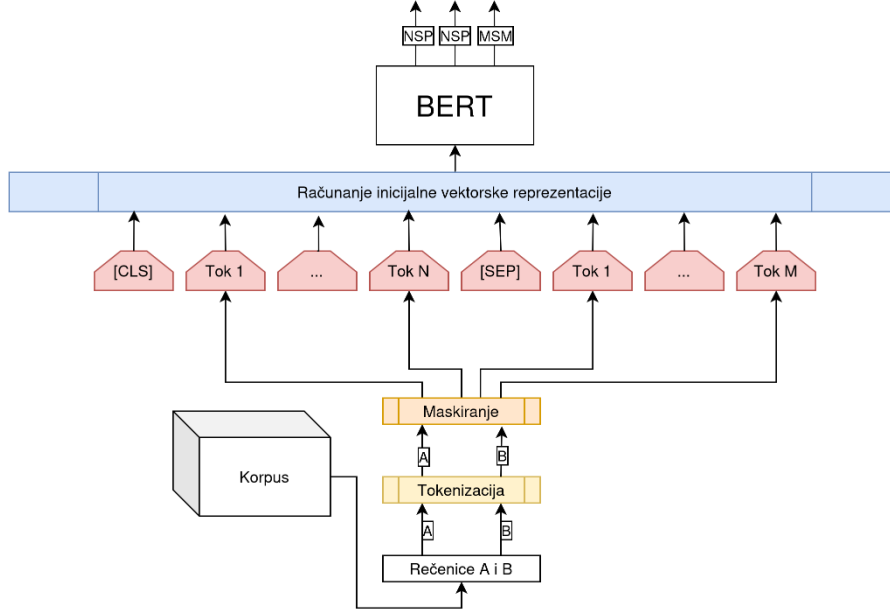 NSP NSP MSM
BERT
Računanje inicijalne vektorske reprezentacije
[CLS] Tok 1 ... Tok N [SEP] Tok 1 ... Tok M
Maskiranje
A B
Korpus
Tokenizacija
A B
Rečenice A i B